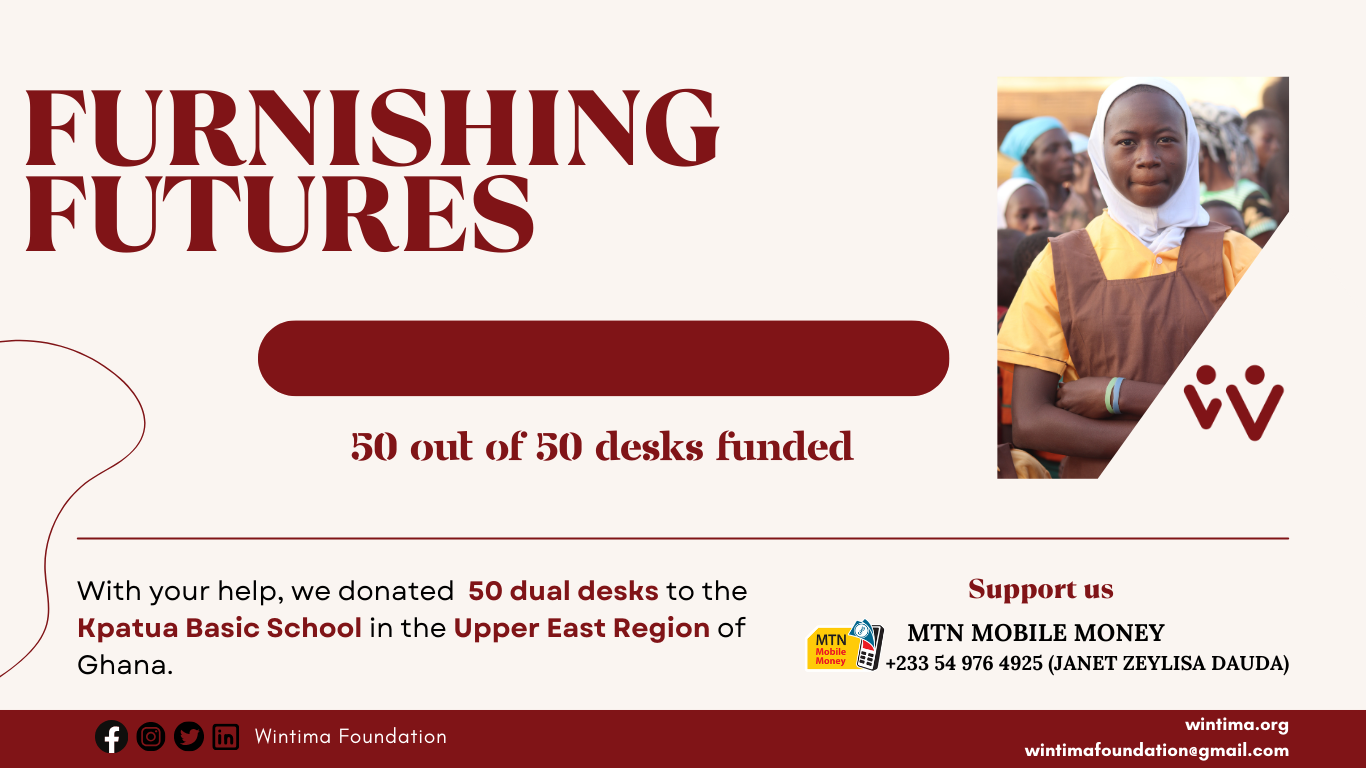 FURNISHING
FUTURES
50 out of 50 desks funded
With your help, we donated 50 dual desks to the
Kpatua Basic School in the Upper East Region of
Ghana.
Support us
MTN
Mobile
Money
MTN MOBILE MONEY
+233 54 976 4925 (JANET ZEYLISA DAUDA)
Wintima Foundation
wintima.org
wintimafoundation@gmail.com